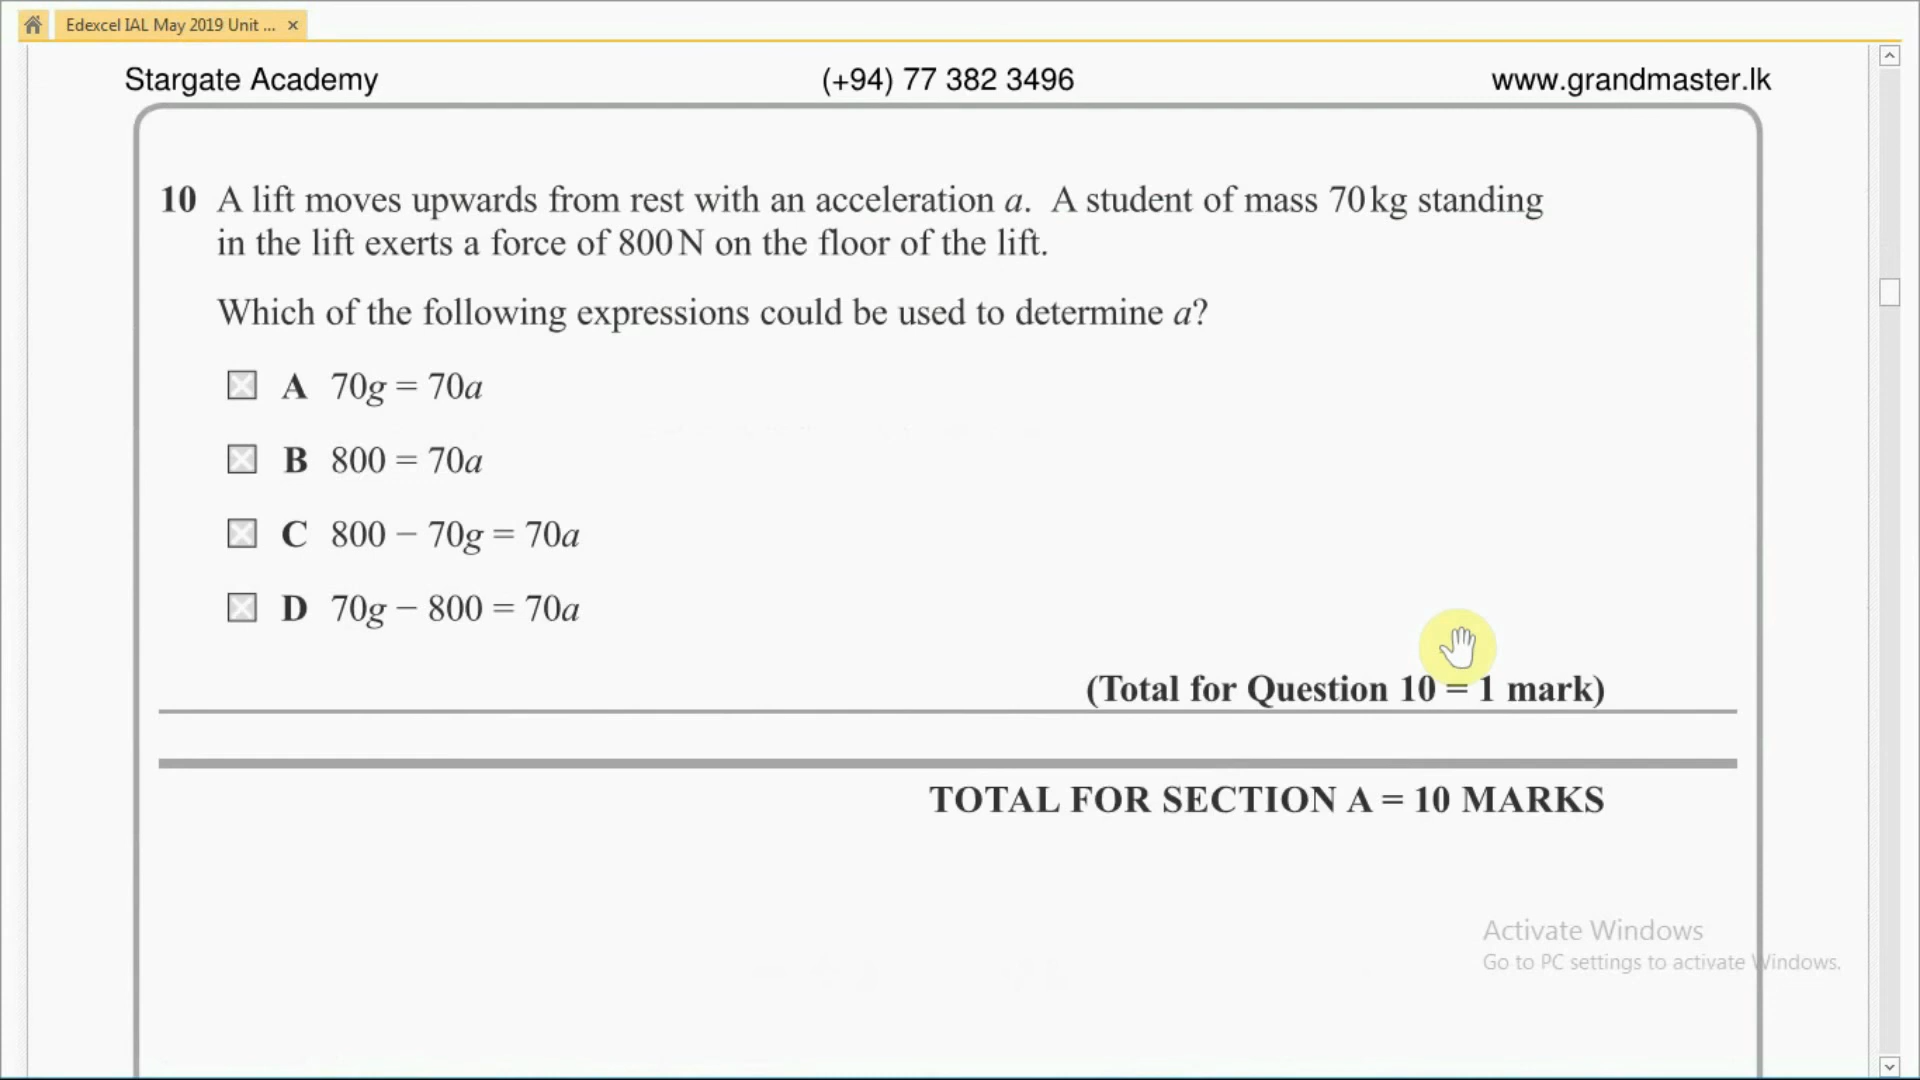 Edexcel IAL May 2019 Unit ...
Stargate Academy (+94) 77 382 3496 www.grandmaster.lk
10 A lift moves upwards from rest with an acceleration a. A student of mass 70 kg standing
in the lift exerts a force of 800 N on the floor of the lift.
Which of the following expressions could be used to determine a?
A 70g = 70a
B 800 = 70a
C 800 − 70g = 70a
D 70g − 800 = 70a
(Total for Question 10 = 1 mark)
TOTAL FOR SECTION A = 10 MARKS
Activate Windows
Go to PC settings to activate Windows.